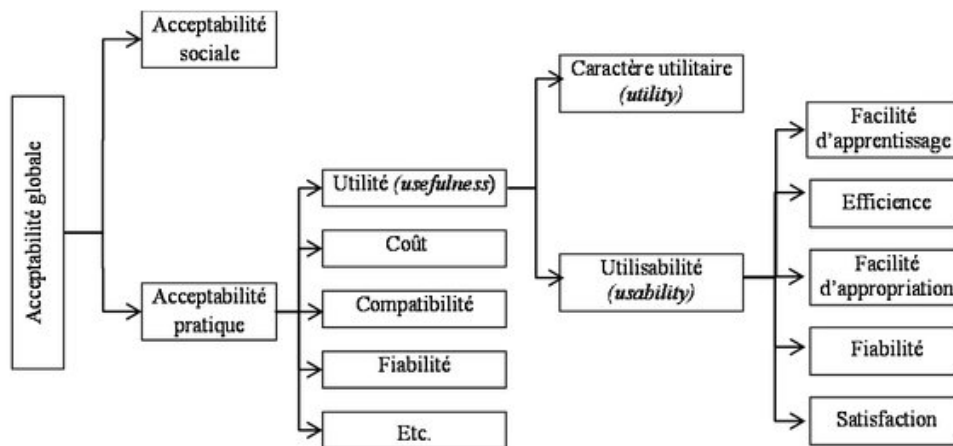 Acceptabilité globale
Acceptabilité
sociale
Acceptabilité
pratique
Utilité (usefulness)
Coût
Compatibilité
Fiabilité
Etc.
Caractère utilitaire
(utility)
Utilisabilité
(usability)
Facilité
d'apprentissage
Efficience
Facilité
d'appropriation
Fiabilité
Satisfaction